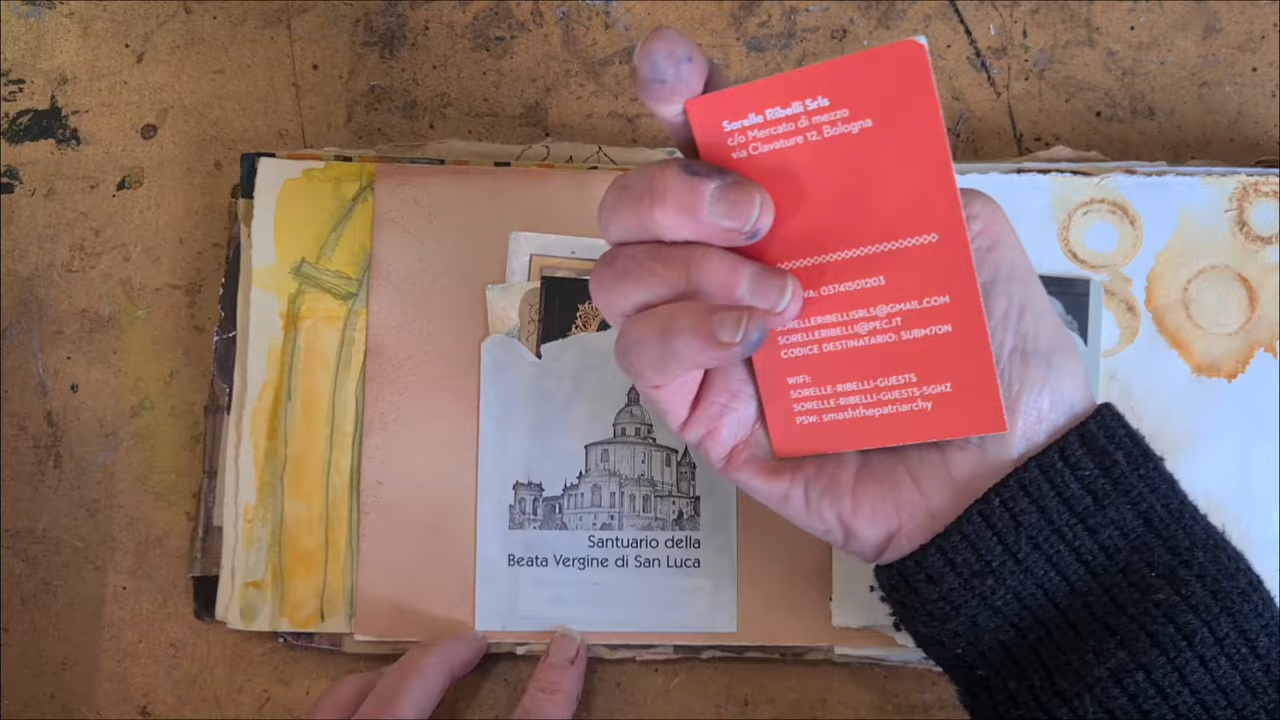 Sorelle Ribelli Srls
c/o Mercato di mezzo
via Clavature 12, Bologna
VA: 03741501203
SORELLERIBELLISRLS@GMAIL.COM
SORELLERIBELLI@PEC.IT
CODICE DESTINATARIO: SUBM70N
WIFI:
SORELLE-RIBELLI-GUESTS
SORELLE-RIBELLI-GUESTS-5GHZ
PSW: smashthepatriarchy
Santuario della
Beata Vergine di San Luca